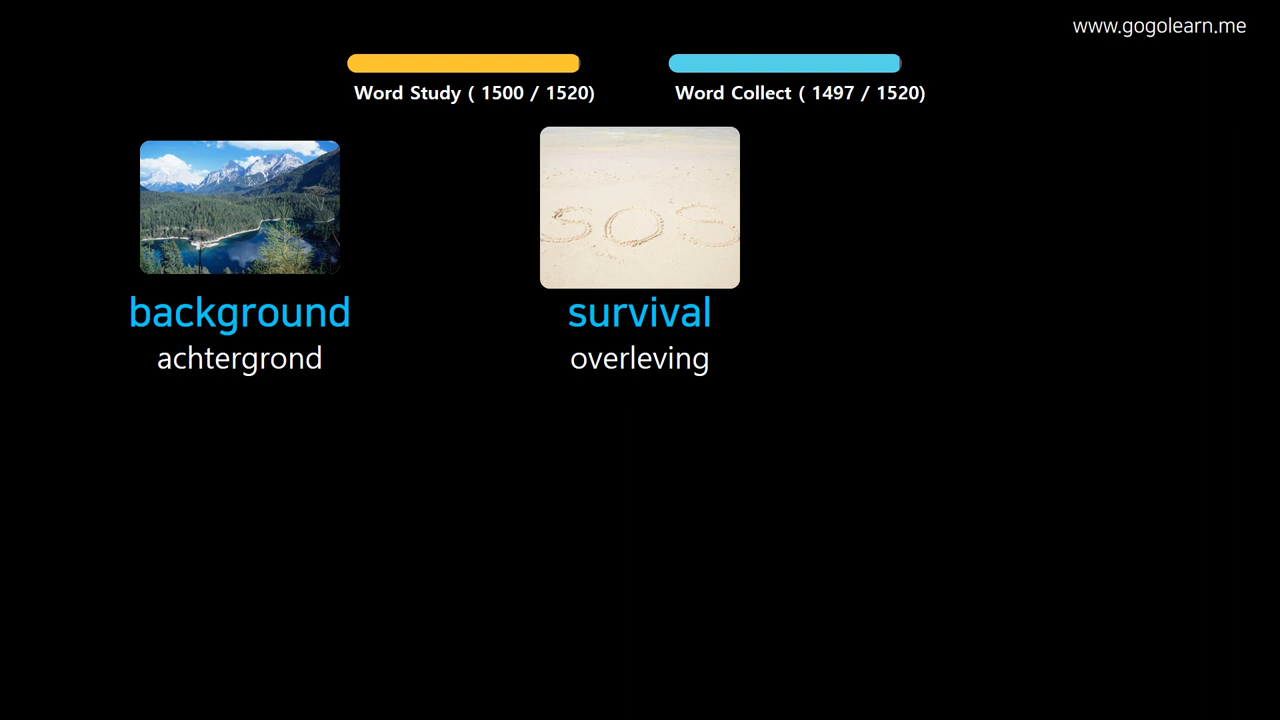 www.gogolearn.me
Word Study ( 1500 / 1520)
Word Collect ( 1497 / 1520)
SOS
background
survival
achtergrond
overleving